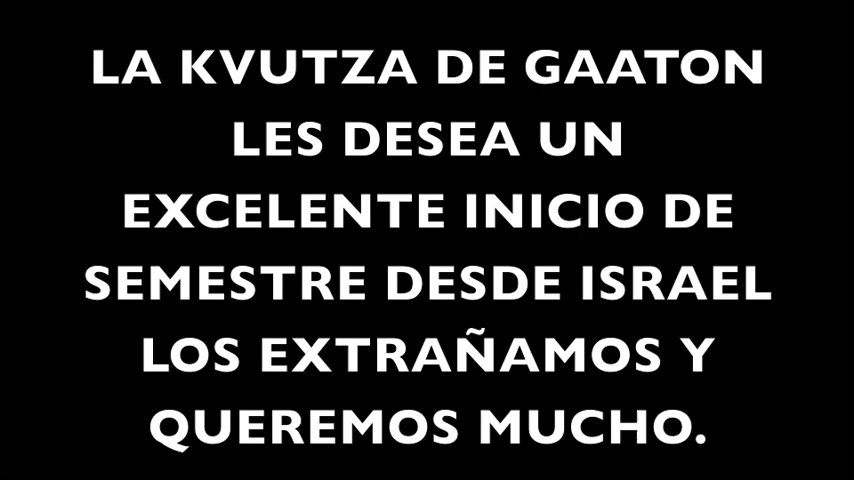 LA KVUTZA DE GAATON
LES DESEA UN
EXCELENTE INICIO DE
SEMESTRE DESDE ISRAEL
LOS EXTRAÑAMOS Y
QUEREMOS MUCHO.